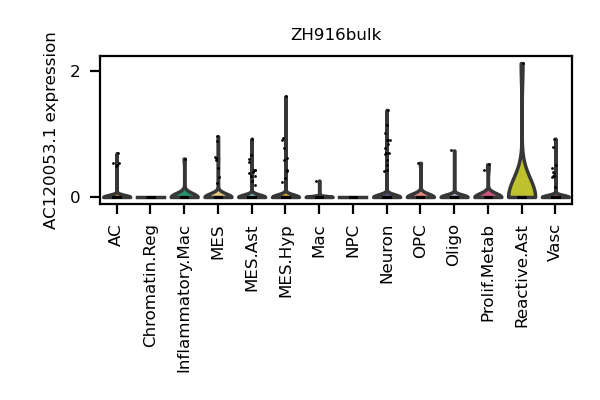 ZH916bulk
AC120053.1 expression
2
0
AC
Chromatin.Reg
Inflammatory.Mac
MES
MES.Ast
MES.Hyp
Mac
NPC
Neuron
OPC
Oligo
Prolif.Metab
Reactive.Ast
Vasc